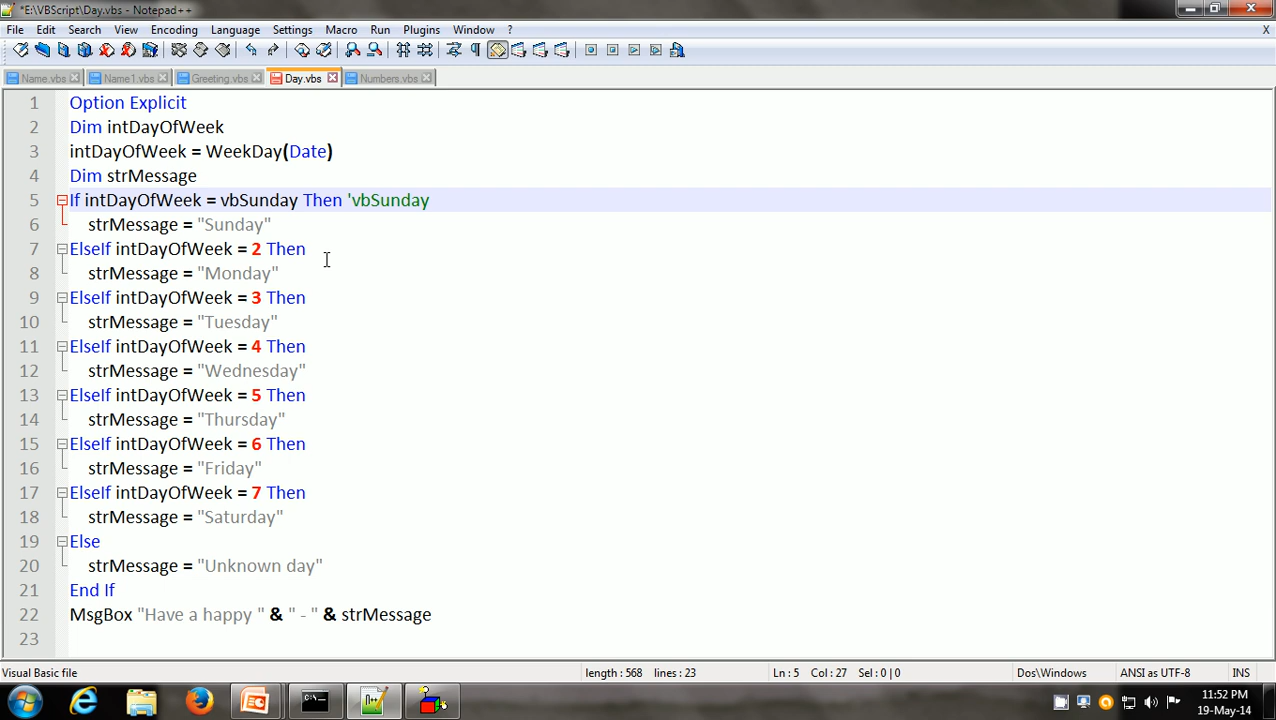 *E:\VBScript\Day.vbs - Notepad++
File Edit Search View Encoding Language Settings Macro Run Plugins Window ? X
Name.vbs Name1.vbs Greeting.vbs Day.vbs Numbers.vbs
1 Option Explicit
2 Dim intDayOfWeek
3 intDayOfWeek = WeekDay(Date)
4 Dim strMessage
5 If intDayOfWeek = vbSunday Then 'vbSunday
6 strMessage = "Sunday"
7 ElseIf intDayOfWeek = 2 Then
8 strMessage = "Monday"
9 ElseIf intDayOfWeek = 3 Then
10 strMessage = "Tuesday"
11 ElseIf intDayOfWeek = 4 Then
12 strMessage = "Wednesday"
13 ElseIf intDayOfWeek = 5 Then
14 strMessage = "Thursday"
15 ElseIf intDayOfWeek = 6 Then
16 strMessage = "Friday"
17 ElseIf intDayOfWeek = 7 Then
18 strMessage = "Saturday"
19 Else
20 strMessage = "Unknown day"
21 End If
22 MsgBox "Have a happy " & " - " & strMessage
23
Visual Basic file length : 568 lines : 23 Ln : 5 Col : 27 Sel : 0 | 0 Dos\Windows ANSI as UTF-8 INS
11:52 PM
19-May-14